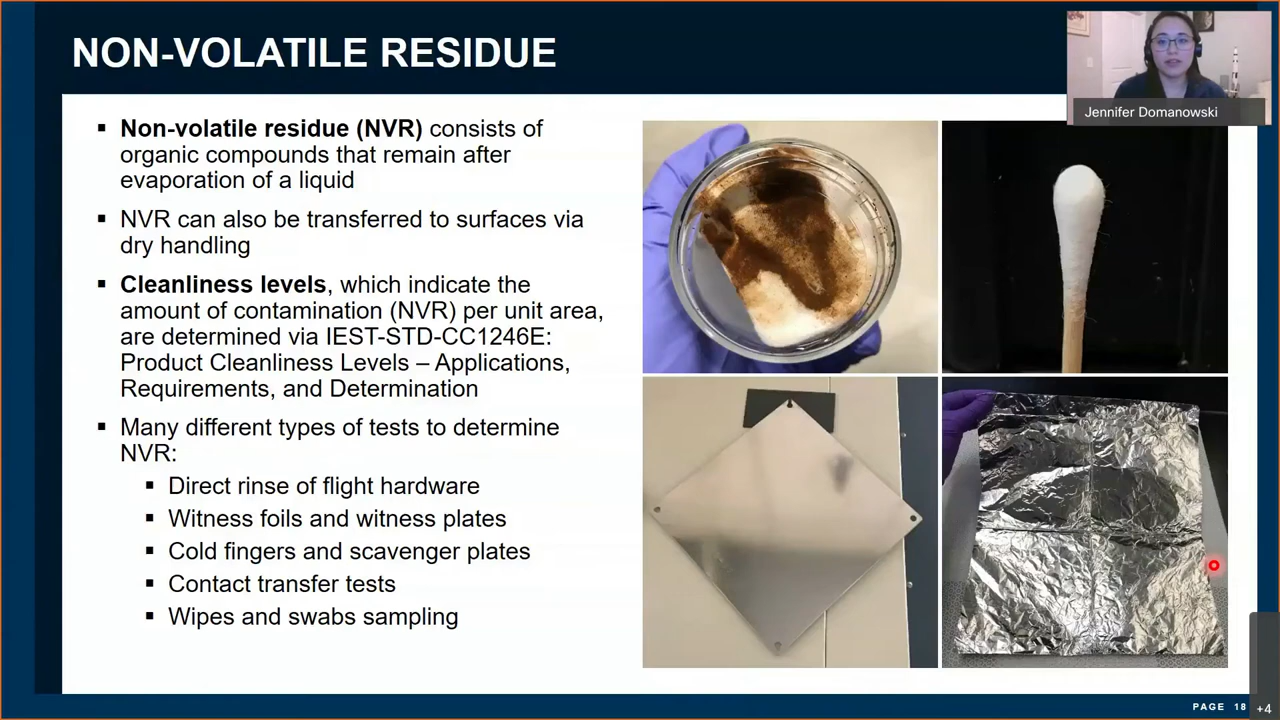 NON-VOLATILE RESIDUE
Jennifer Domanowski
▪ Non-volatile residue (NVR) consists of
organic compounds that remain after
evaporation of a liquid
▪ NVR can also be transferred to surfaces via
dry handling
▪ Cleanliness levels, which indicate the
amount of contamination (NVR) per unit area,
are determined via IEST-STD-CC1246E:
Product Cleanliness Levels – Applications,
Requirements, and Determination
▪ Many different types of tests to determine
NVR:
▪ Direct rinse of flight hardware
▪ Witness foils and witness plates
▪ Cold fingers and scavenger plates
▪ Contact transfer tests
▪ Wipes and swabs sampling
PAGE 18
+4